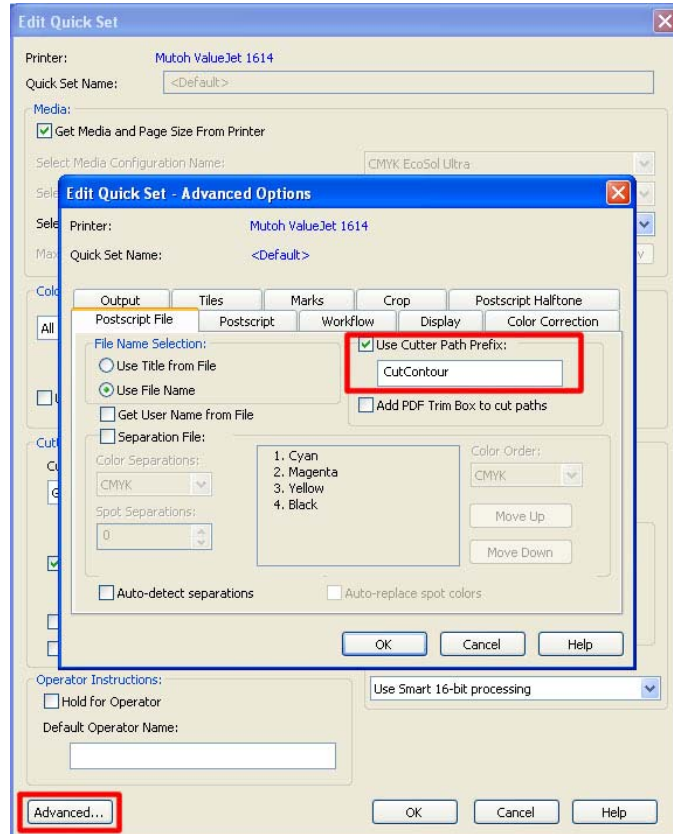 Edit Quick Set
Printer: Mutoh ValueJet 1614
Quick Set Name: <Default>
Media:
Get Media and Page Size From Printer
Select Media Configuration Name: CMYK EcoSol Ultra
Edit Quick Set - Advanced Options
Printer: Mutoh ValueJet 1614
Quick Set Name: <Default>
Output Tiles Marks Crop Postscript Halftone
Postscript File Postscript Workflow Display Color Correction
File Name Selection:
Use Title from File
Use File Name
Get User Name from File
Use Cutter Path Prefix:
CutContour
Add PDF Trim Box to cut paths
Separation File:
Color Separations:
CMYK
Spot Separations:
0
1. Cyan
2. Magenta
3. Yellow
4. Black
Color Order:
CMYK
Move Up
Move Down
Auto-detect separations Auto-replace spot colors
OK Cancel Help
All
Operator Instructions:
Hold for Operator
Default Operator Name:
Use Smart 16-bit processing
Advanced... OK Cancel Help